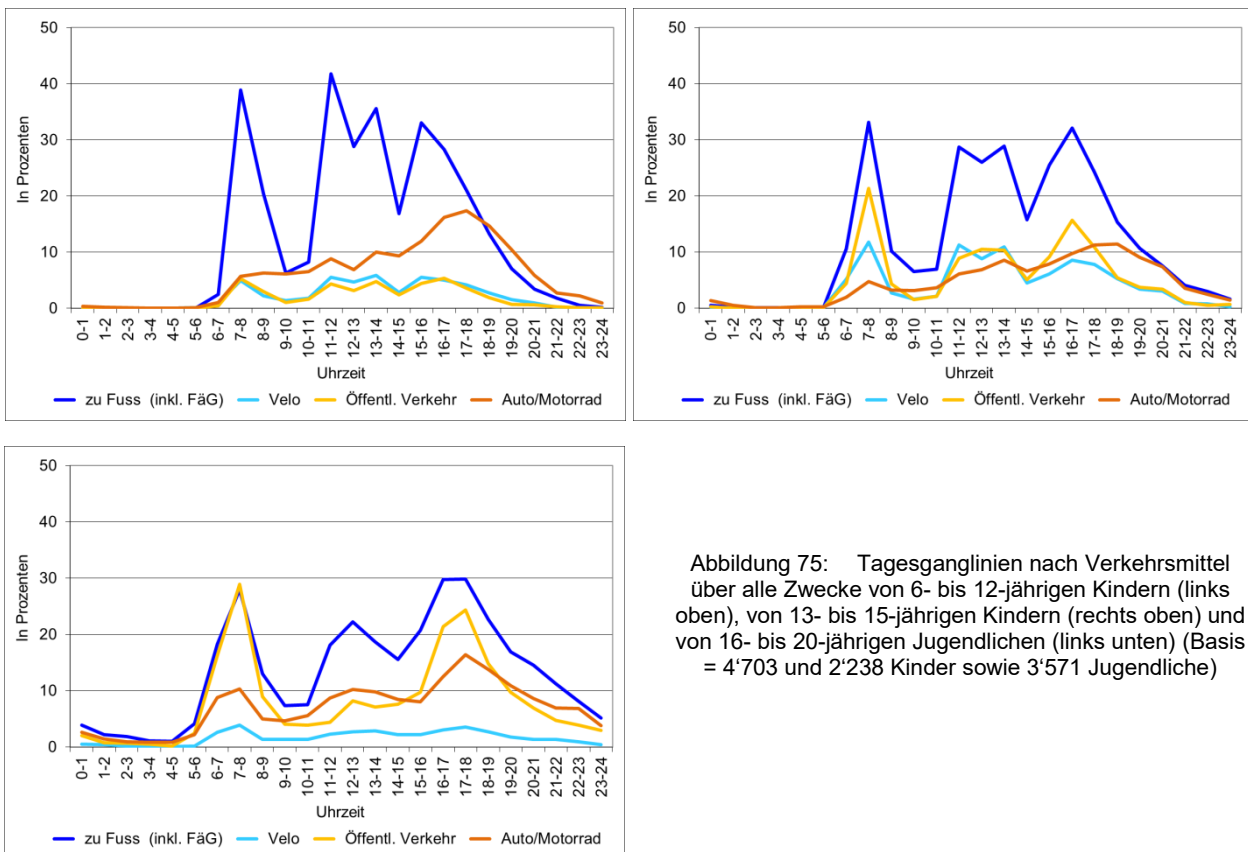 50
40
30
20
10
0
In Prozenten
0-1 1-2 2-3 3-4 4-5 5-6 6-7 7-8 8-9 9-10 10-11 11-12 12-13 13-14 14-15 15-16 16-17 17-18 18-19 19-20 20-21 21-22 22-23 23-24
Uhrzeit
zu Fuss (inkl. FäG) Velo Öffentl. Verkehr Auto/Motorrad
50
40
30
20
10
0
In Prozenten
0-1 1-2 2-3 3-4 4-5 5-6 6-7 7-8 8-9 9-10 10-11 11-12 12-13 13-14 14-15 15-16 16-17 17-18 18-19 19-20 20-21 21-22 22-23 23-24
Uhrzeit
zu Fuss (inkl. FäG) Velo Öffentl. Verkehr Auto/Motorrad
50
40
30
20
10
0
In Prozenten
0-1 1-2 2-3 3-4 4-5 5-6 6-7 7-8 8-9 9-10 10-11 11-12 12-13 13-14 14-15 15-16 16-17 17-18 18-19 19-20 20-21 21-22 22-23 23-24
Uhrzeit
zu Fuss (inkl. FäG) Velo Öffentl. Verkehr Auto/Motorrad
Abbildung 75: Tagesganglinien nach Verkehrsmittel
über alle Zwecke von 6- bis 12-jährigen Kindern (links
oben), von 13- bis 15-jährigen Kindern (rechts oben) und
von 16- bis 20-jährigen Jugendlichen (links unten) (Basis
= 4‘703 und 2‘238 Kinder sowie 3‘571 Jugendliche)